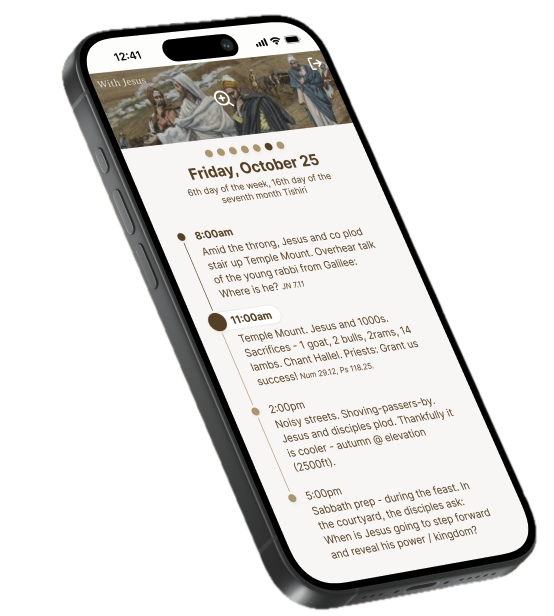 12:41
With Jesus
Friday, October 25
6th day of the week, 16th day of the
seventh month Tishiri
8:00am
Amid the throng, Jesus and co plod
stair up Temple Mount. Overhear talk
of the young rabbi from Galilee:
Where is he? JN 7.11
11:00am
Temple Mount. Jesus and 1000s.
Sacrifices - 1 goat, 2 bulls, 2rams, 14
lambs. Chant Hallel. Priests: Grant us
success! Num 29.12, Ps 118.25.
2:00pm
Noisy streets. Shoving-passers-by.
Jesus and disciples plod. Thankfully it
is cooler - autumn @ elevation
(2500ft).
5:00pm
Sabbath prep - during the feast. In
the courtyard, the disciples ask:
When is Jesus going to step forward
and reveal his power / kingdom?